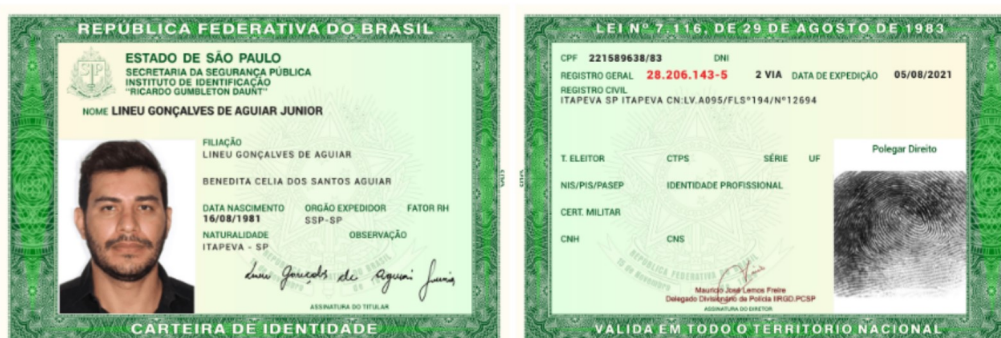 REPÚBLICA FEDERATIVA DO BRASIL
ESTADO DE SÃO PAULO
SECRETARIA DA SEGURANÇA PÚBLICA
INSTITUTO DE IDENTIFICAÇÃO
"RICARDO GUMBLETON DAUNT"
NOME LINEU GONÇALVES DE AGUIAR JUNIOR
FILIAÇÃO
LINEU GONÇALVES DE AGUIAR
BENEDITA CELIA DOS SANTOS AGUIAR
DATA NASCIMENTO ORGÃO EXPEDIDOR FATOR RH
16/08/1981 SSP-SP
NATURALIDADE OBSERVAÇÃO
ITAPEVA - SP
ASSINATURA DO TITULAR
CARTEIRA DE IDENTIDADE
LEI Nº 7.116, DE 29 DE AGOSTO DE 1983
CPF 221589638/83 DNI
REGISTRO GERAL 28.206.143-5 2 VIA DATA DE EXPEDIÇÃO 05/08/2021
REGISTRO CIVIL
ITAPEVA SP ITAPEVA CN:LV.A095/FLS°194/N°12694
Polegar Direito
T. ELEITOR CTPS SÉRIE UF
NIS/PIS/PASEP IDENTIDADE PROFISSIONAL
CERT. MILITAR
CNH CNS
Mauricio José Lemos Freire
Delegado Divisionário de Polícia IIRGD.PCSP
ASSINATURA DO DIRETOR
VALIDA EM TODO O TERRITORIO NACIONAL